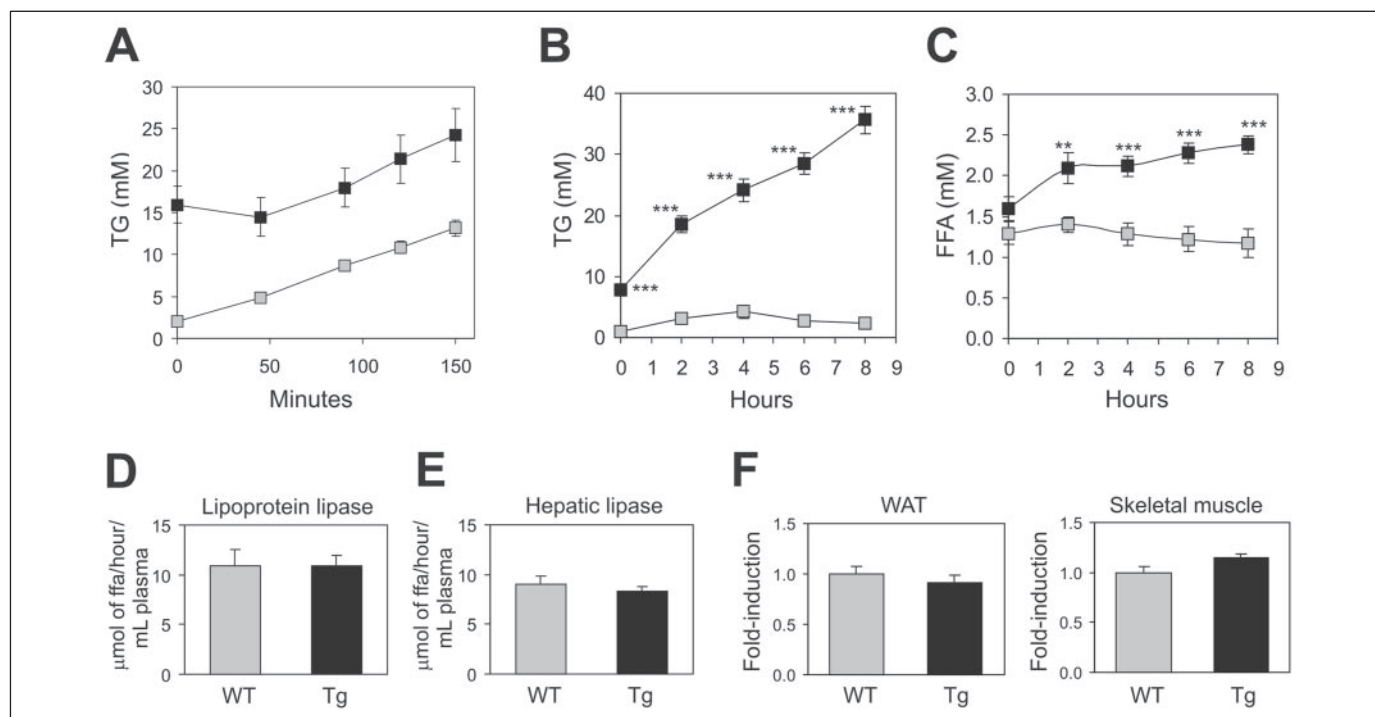 A
B
C
30
25
20
15
10
5
0
TG (mM)
0 50 100 150
Minutes
40
30
20
10
0
TG (mM)
***
***
***
***
***
0 1 2 3 4 5 6 7 8 9
Hours
3.0
2.5
2.0
1.5
1.0
0.5
0.0
FFA (mM)
**
***
***
***
0 1 2 3 4 5 6 7 8 9
Hours
D
E
F
Lipoprotein lipase
μmol of ffa/hour/
mL plasma
15
10
5
0
WT Tg
Hepatic lipase
μmol of ffa/hour/
mL plasma
15
10
5
0
WT Tg
WAT
Fold-induction
1.5
1.0
0.5
0.0
WT Tg
Skeletal muscle
Fold-induction
1.5
1.0
0.5
0.0
WT Tg